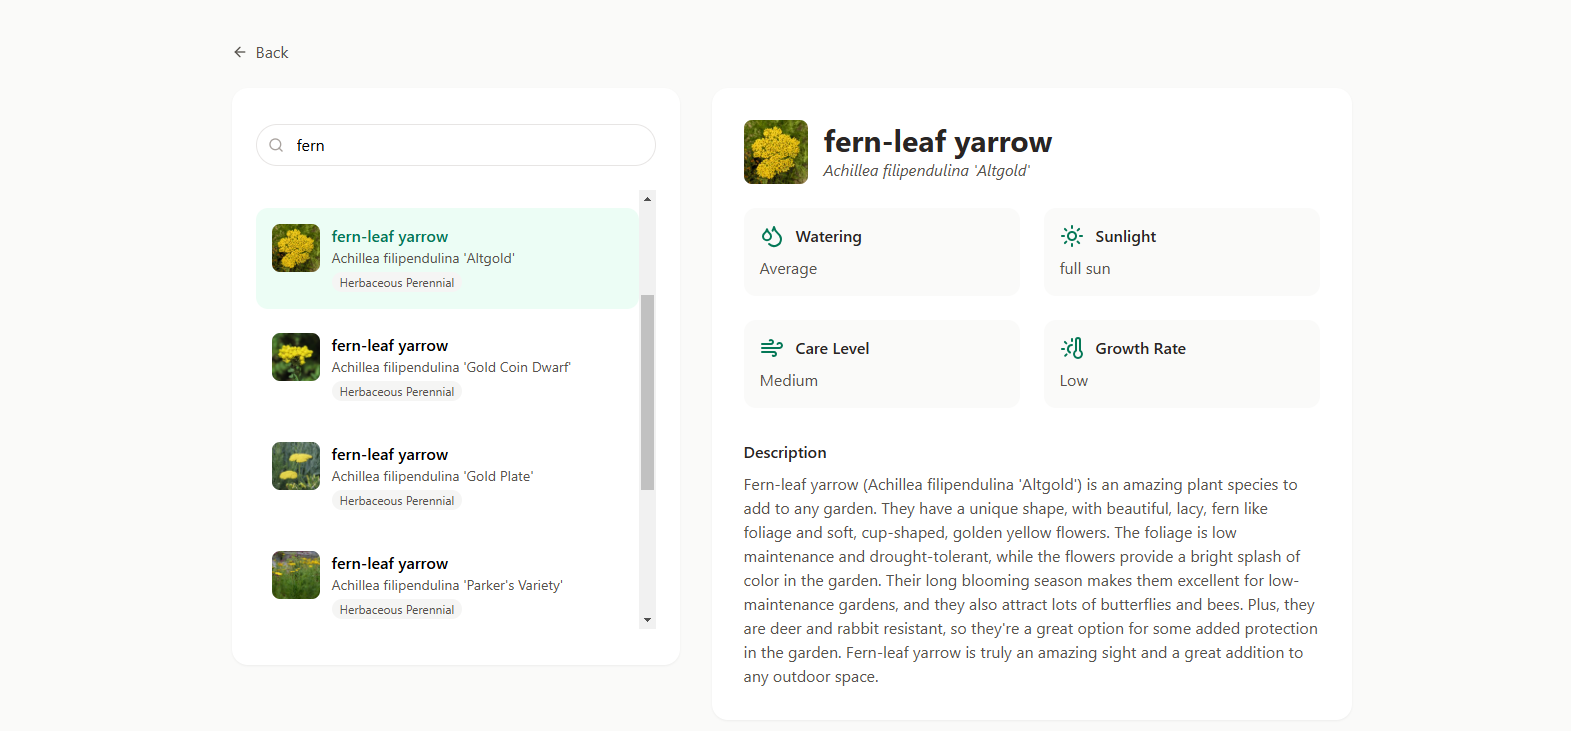 Back
fern
fern-leaf yarrow
Achillea filipendulina 'Altgold'
Herbaceous Perennial
fern-leaf yarrow
Achillea filipendulina 'Gold Coin Dwarf'
Herbaceous Perennial
fern-leaf yarrow
Achillea filipendulina 'Gold Plate'
Herbaceous Perennial
fern-leaf yarrow
Achillea filipendulina 'Parker's Variety'
Herbaceous Perennial
fern-leaf yarrow
Achillea filipendulina 'Altgold'
Watering
Average
Sunlight
full sun
Care Level
Medium
Growth Rate
Low
Description
Fern-leaf yarrow (Achillea filipendulina 'Altgold') is an amazing plant species to
add to any garden. They have a unique shape, with beautiful, lacy, fern like
foliage and soft, cup-shaped, golden yellow flowers. The foliage is low
maintenance and drought-tolerant, while the flowers provide a bright splash of
color in the garden. Their long blooming season makes them excellent for low-
maintenance gardens, and they also attract lots of butterflies and bees. Plus, they
are deer and rabbit resistant, so they're a great option for some added protection
in the garden. Fern-leaf yarrow is truly an amazing sight and a great addition to
any outdoor space.